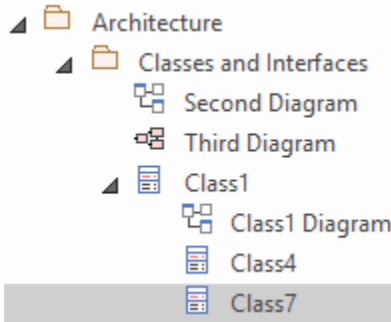 Architecture
Classes and Interfaces
Second Diagram
Third Diagram
Class1
Class1 Diagram
Class4
Class7